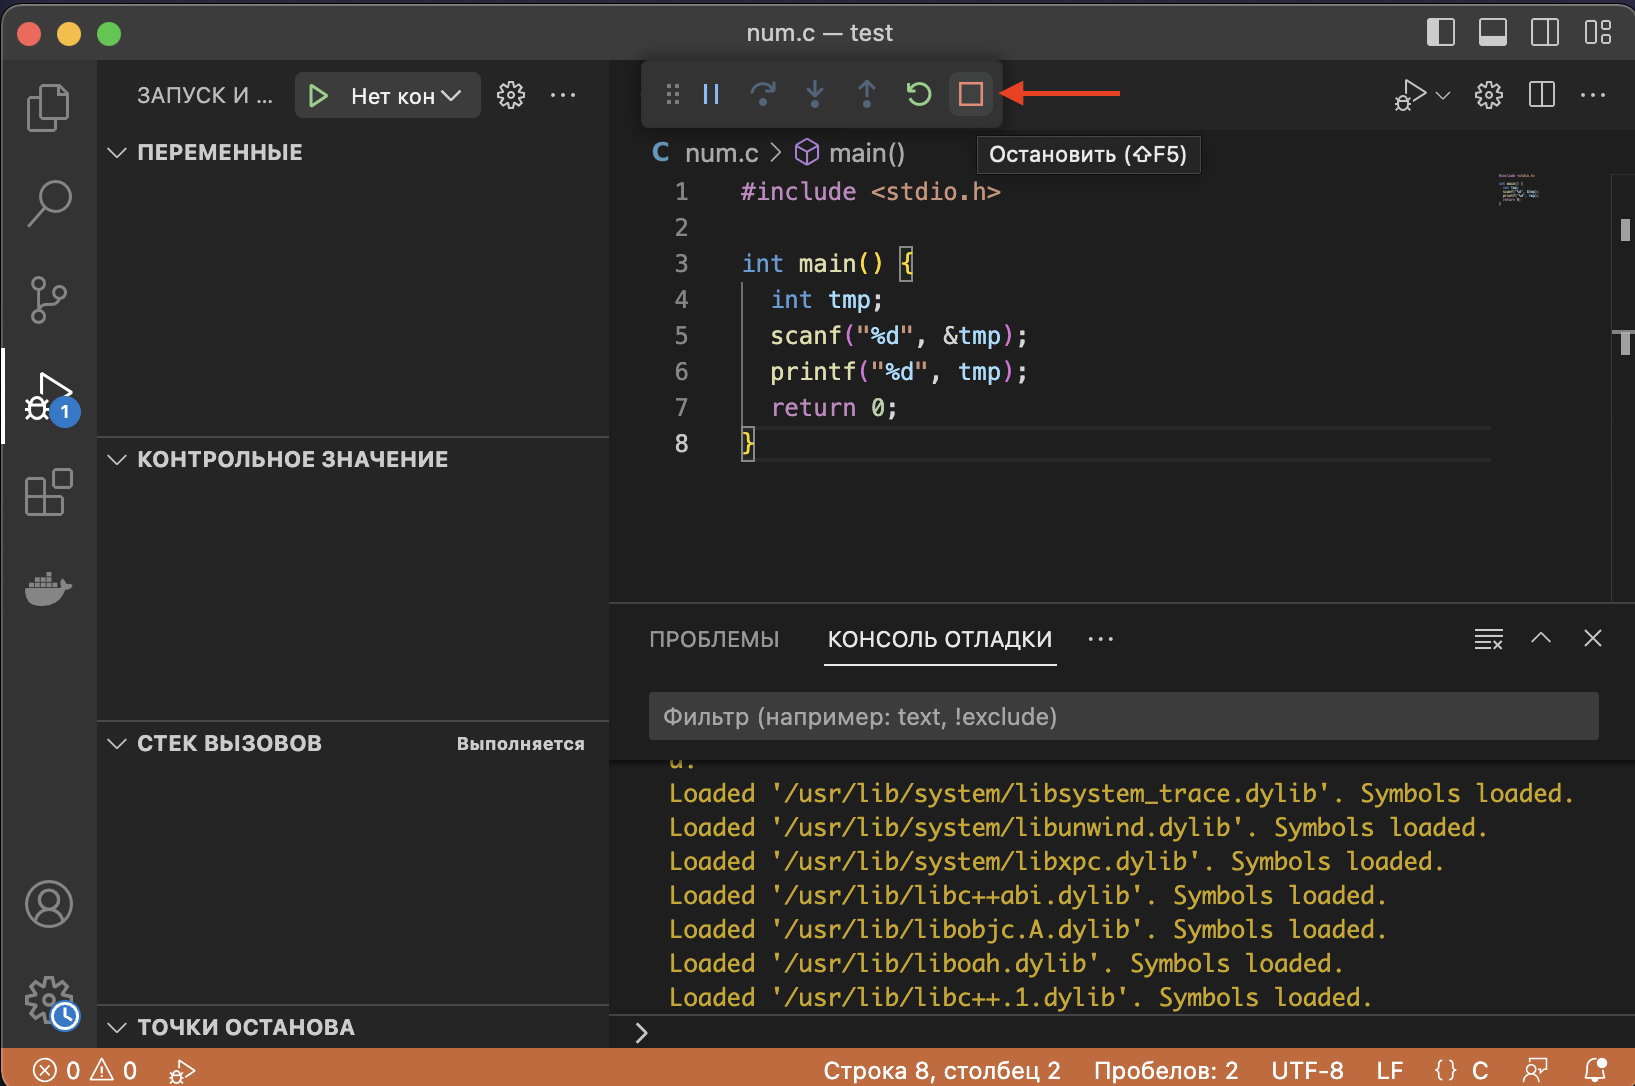 num.c — test
ЗАПУСК И ...
Нет кон
Остановить (⇧F5)
1
ПЕРЕМЕННЫЕ
КОНТРОЛЬНОЕ ЗНАЧЕНИЕ
СТЕК ВЫЗОВОВ
Выполняется
ТОЧКИ ОСТАНОВА
C num.c > main()
1 #include <stdio.h>
2
3 int main() {
4 int tmp;
5 scanf("%d", &tmp);
6 printf("%d", tmp);
7 return 0;
8 }
ПРОБЛЕМЫ
КОНСОЛЬ ОТЛАДКИ
Фильтр (например: text, !exclude)
d.
Loaded '/usr/lib/system/libsystem_trace.dylib'. Symbols loaded.
Loaded '/usr/lib/system/libunwind.dylib'. Symbols loaded.
Loaded '/usr/lib/system/libxpc.dylib'. Symbols loaded.
Loaded '/usr/lib/libc++abi.dylib'. Symbols loaded.
Loaded '/usr/lib/libobjc.A.dylib'. Symbols loaded.
Loaded '/usr/lib/liboah.dylib'. Symbols loaded.
Loaded '/usr/lib/libc++.1.dylib'. Symbols loaded.
0 0
Строка 8, столбец 2
Пробелов: 2
UTF-8
LF
{} C